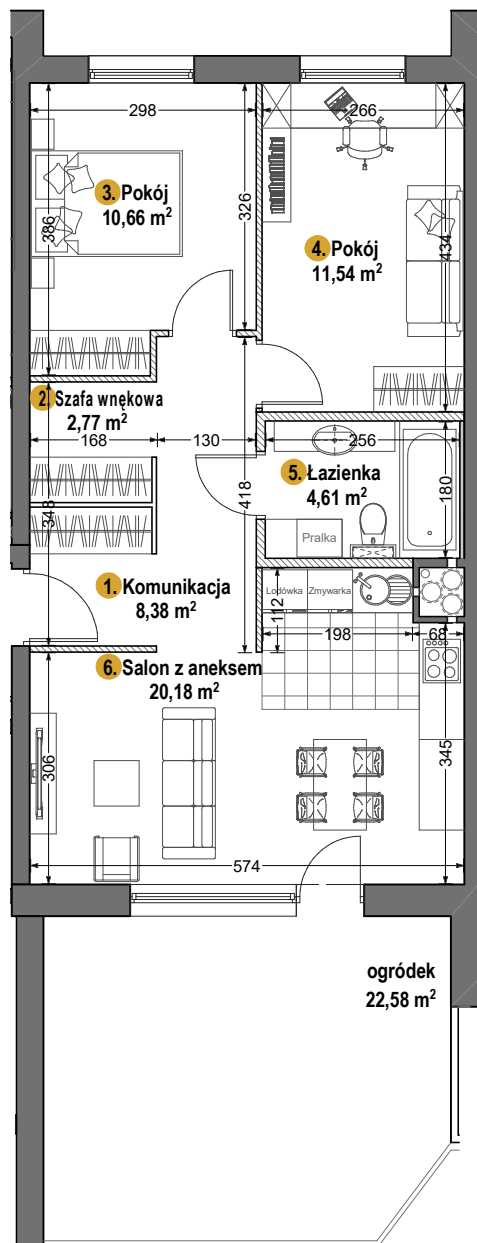 298
266
386
326
3. Pokój
10,66 m²
4. Pokój
11,54 m²
434
2. Szafa wnękowa
2,77 m²
168
130
256
5. Łazienka
4,61 m²
180
418
348
Pralka
1. Komunikacja
8,38 m²
Lodówka
Zmywarka
112
198
68
6. Salon z aneksem
20,18 m²
306
345
574
ogródek
22,58 m²